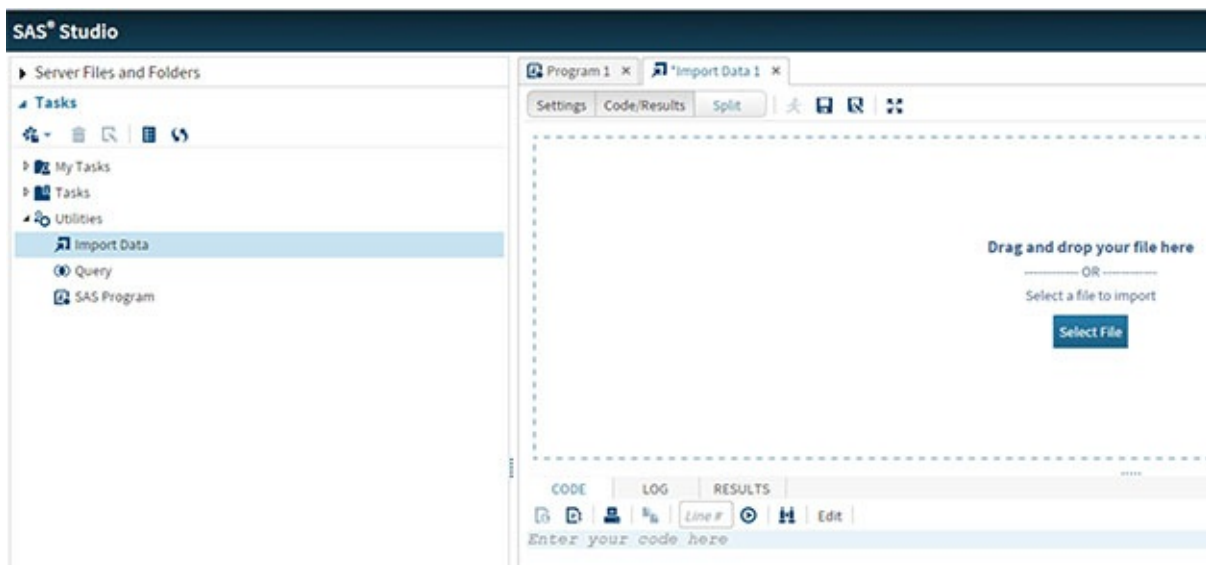 SAS® Studio
Server Files and Folders
Tasks
My Tasks
Tasks
Utilities
Import Data
Query
SAS Program
Program 1 × *Import Data 1 ×
Settings Code/Results Split
Drag and drop your file here
------------ OR ------------
Select a file to import
Select File
CODE LOG RESULTS
Line # Edit
Enter your code here